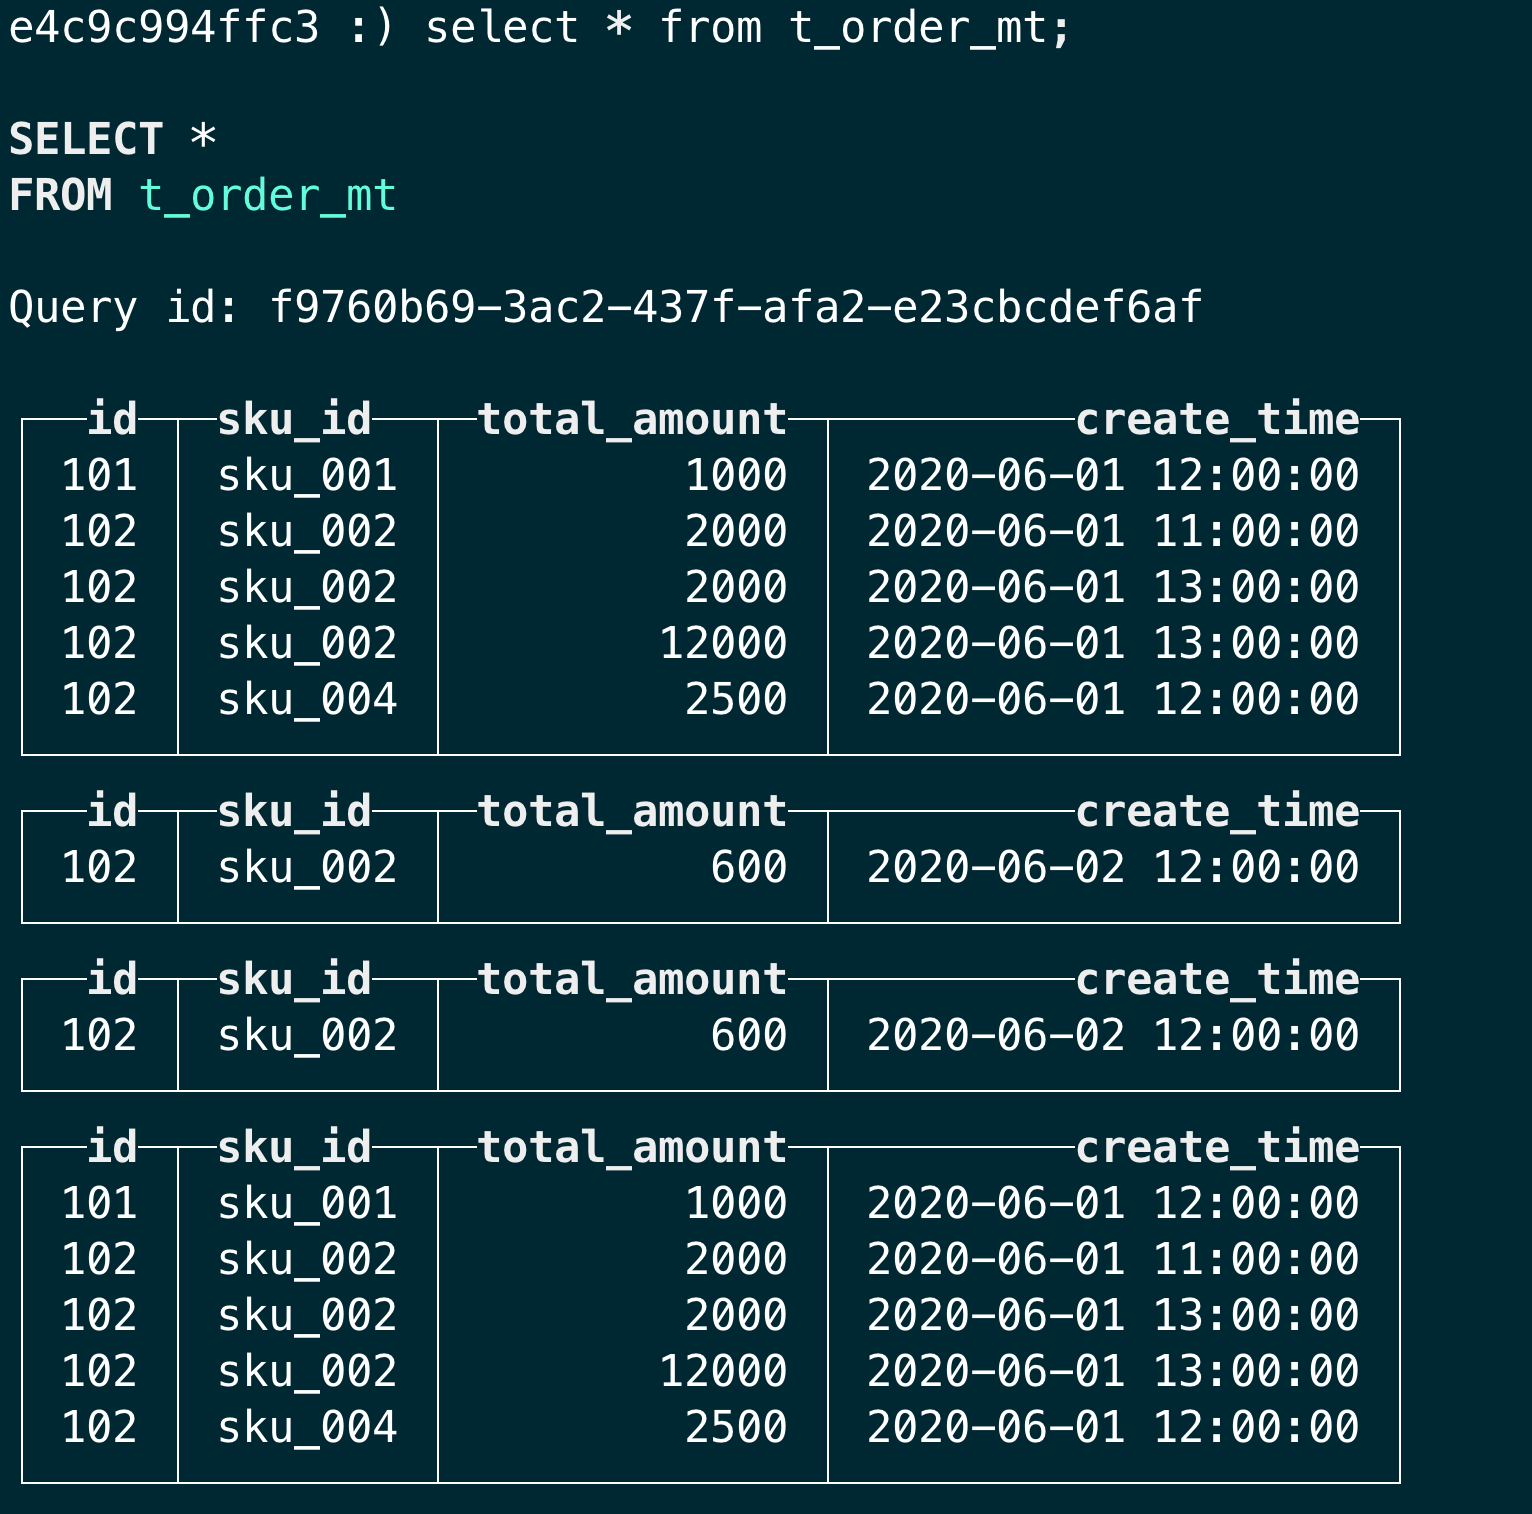 e4c9c994ffc3 :) select * from t_order_mt;
SELECT *
FROM t_order_mt
Query id: f9760b69-3ac2-437f-afa2-e23cbcdef6af
id sku_id total_amount create_time
101 sku_001 1000 2020-06-01 12:00:00
102 sku_002 2000 2020-06-01 11:00:00
102 sku_002 2000 2020-06-01 13:00:00
102 sku_002 12000 2020-06-01 13:00:00
102 sku_004 2500 2020-06-01 12:00:00
id sku_id total_amount create_time
102 sku_002 600 2020-06-02 12:00:00
id sku_id total_amount create_time
102 sku_002 600 2020-06-02 12:00:00
id sku_id total_amount create_time
101 sku_001 1000 2020-06-01 12:00:00
102 sku_002 2000 2020-06-01 11:00:00
102 sku_002 2000 2020-06-01 13:00:00
102 sku_002 12000 2020-06-01 13:00:00
102 sku_004 2500 2020-06-01 12:00:00